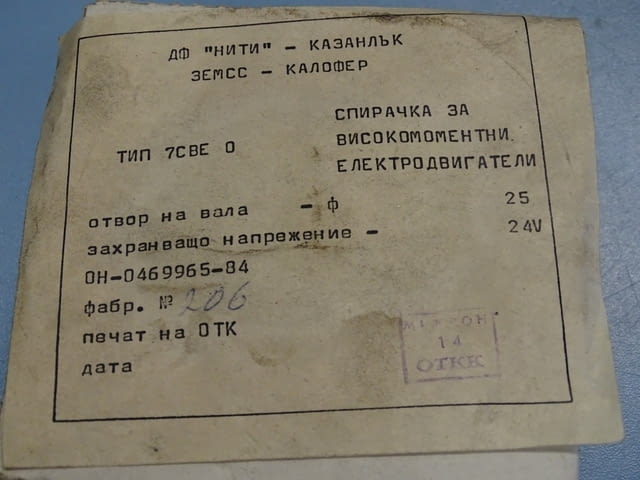 ДФ "НИТИ" – КАЗАНЛЪК
ЗЕМСС – КАЛОФЕР
ТИП 7СВЕ 0
СПИРАЧКА ЗА
ВИСОКОМОМЕНТНИ
ЕЛЕКТРОДВИГАТЕЛИ
отвор на вала – ф 25
захранващо напрежение – 24V
ОН-0469965-84
фабр. № 206
печат на ОТК
дата
14
ОТКК